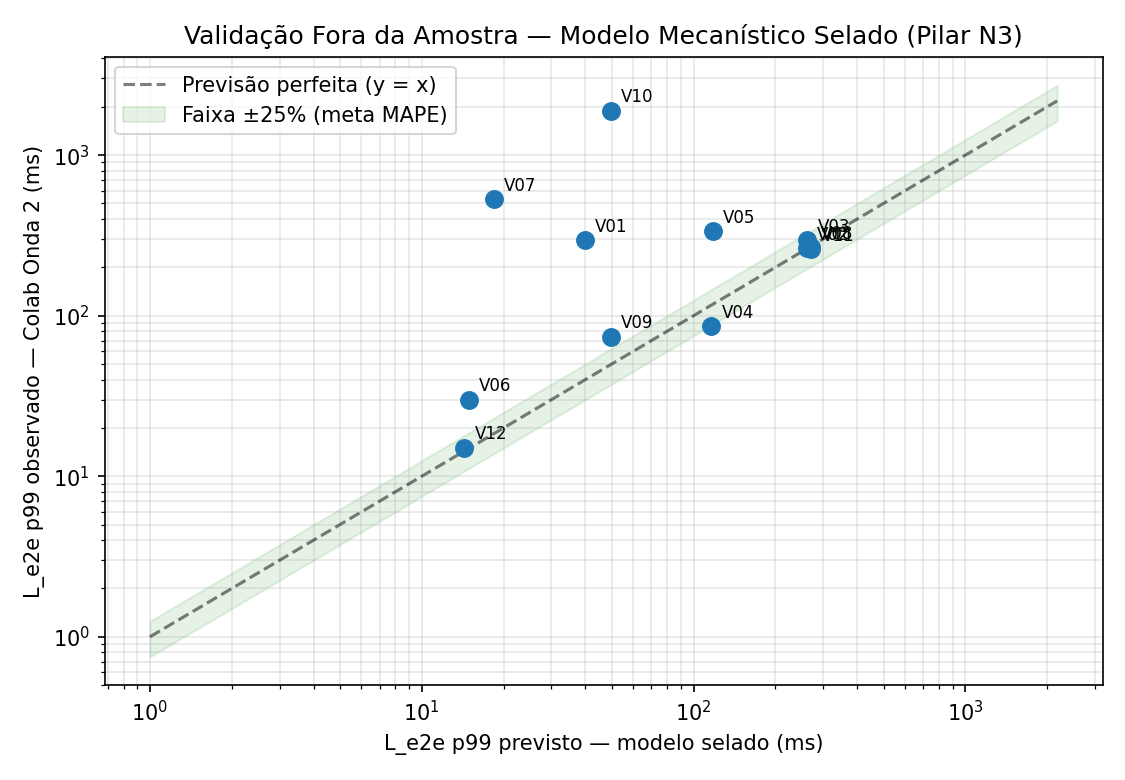 Validação Fora da Amostra — Modelo Mecanístico Selado (Pilar N3)
Previsão perfeita (y = x)
Faixa ±25% (meta MAPE)
V10
V07
V01
V05
V03
V09
V04
V06
V12
10³
10²
10¹
10⁰
10⁰
10¹
10²
10³
L_e2e p99 observado — Colab Onda 2 (ms)
L_e2e p99 previsto — modelo selado (ms)